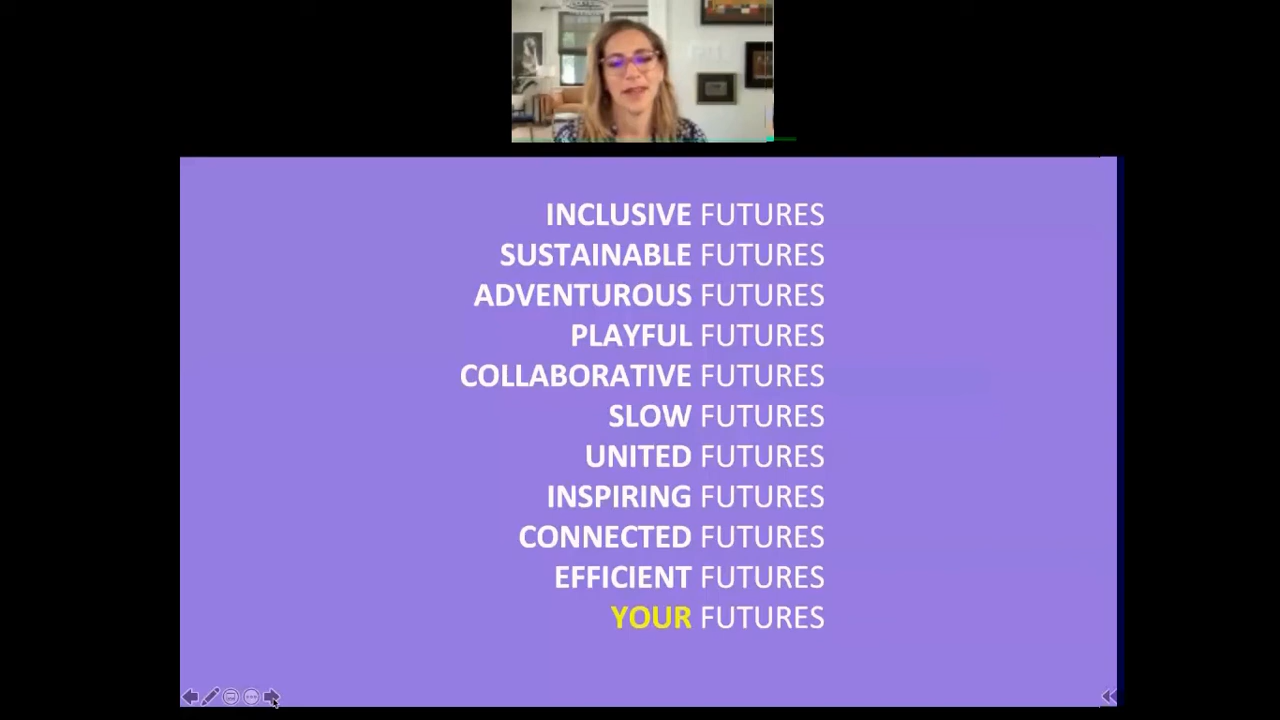 INCLUSIVE FUTURES
SUSTAINABLE FUTURES
ADVENTUROUS FUTURES
PLAYFUL FUTURES
COLLABORATIVE FUTURES
SLOW FUTURES
UNITED FUTURES
INSPIRING FUTURES
CONNECTED FUTURES
EFFICIENT FUTURES
YOUR FUTURES